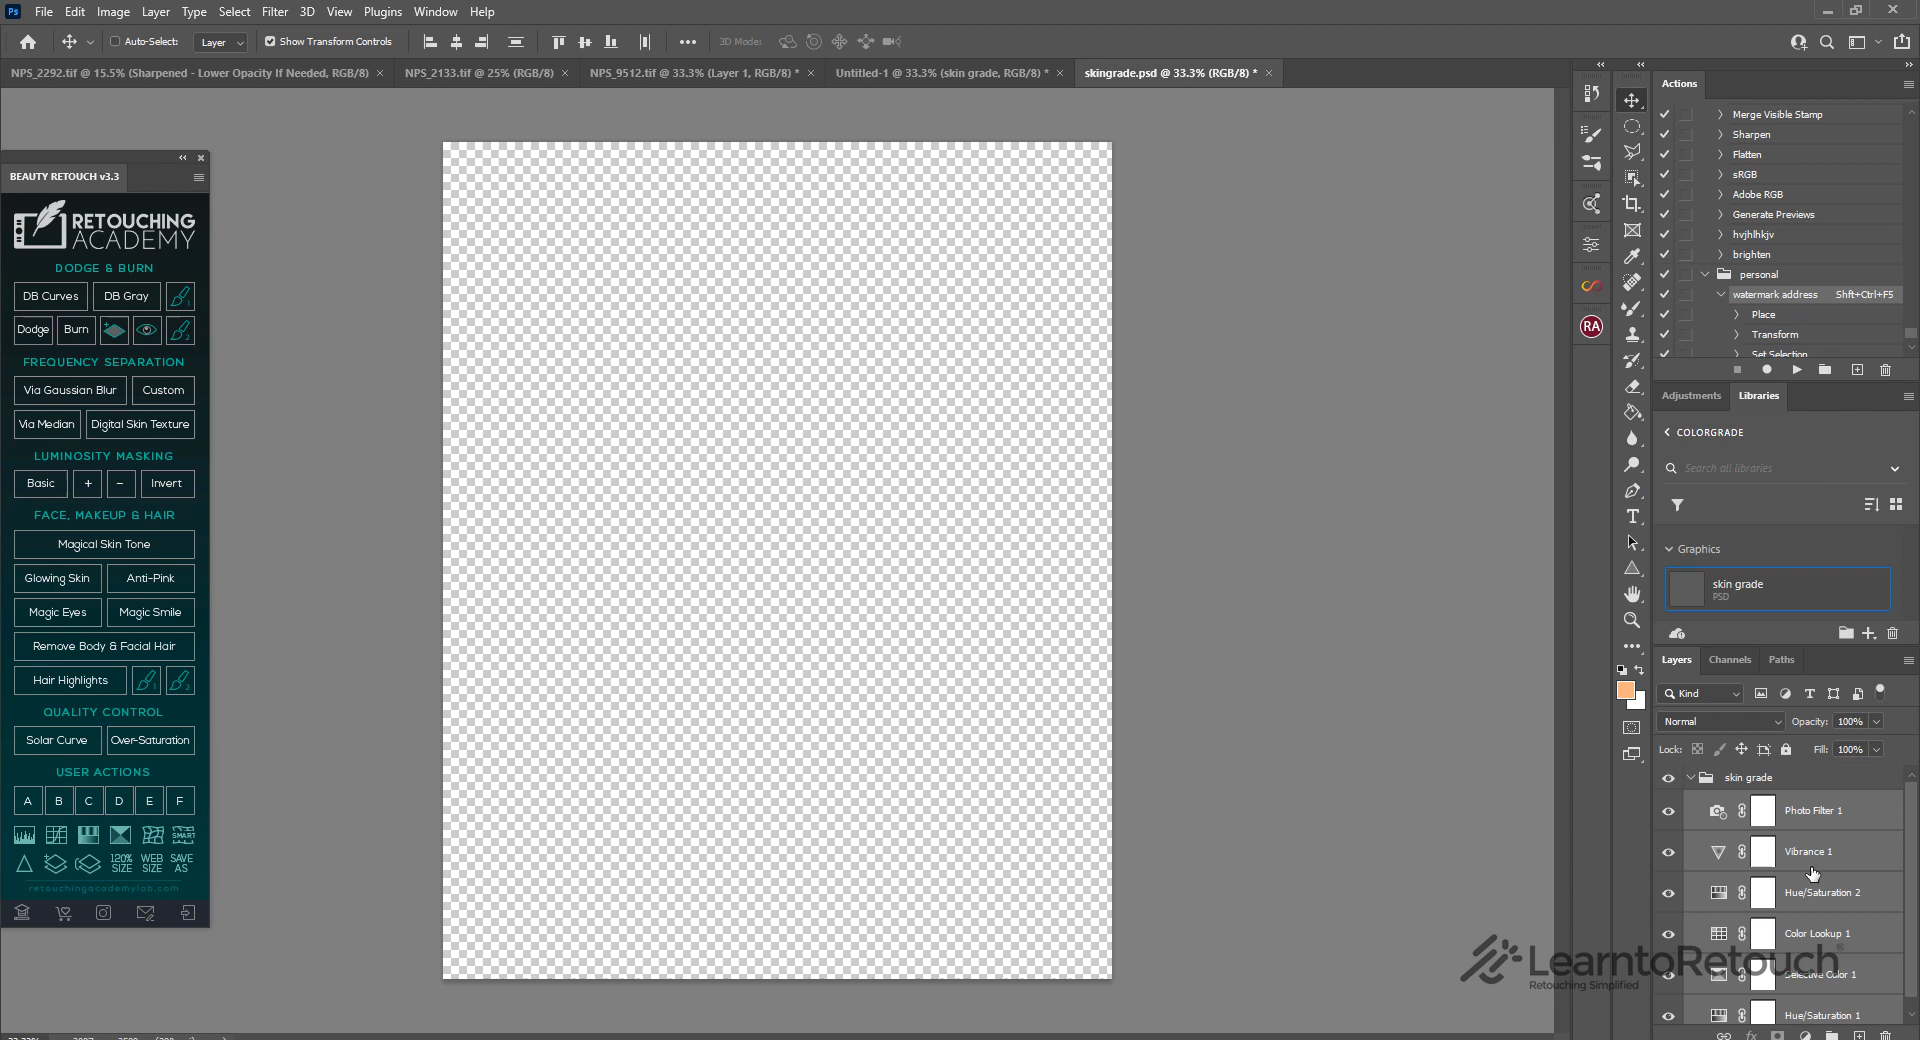 Ps File Edit Image Layer Type Select Filter 3D View Plugins Window Help
Auto-Select: Layer Show Transform Controls 3D Mode:
NPS_2292.tif @ 15.5% (Sharpened - Lower Opacity If Needed, RGB/8) × NPS_2133.tif @ 25% (RGB/8) × NPS_9512.tif @ 33.3% (Layer 1, RGB/8) * × Untitled-1 @ 33.3% (skin grade, RGB/8) * × skingrade.psd @ 33.3% (RGB/8) * ×
BEAUTY RETOUCH v3.3
RETOUCHING
ACADEMY
DODGE & BURN
DB Curves DB Gray 1
Dodge Burn 2
FREQUENCY SEPARATION
Via Gaussian Blur Custom
Via Median Digital Skin Texture
LUMINOSITY MASKING
Basic + − Invert
FACE, MAKEUP & HAIR
Magical Skin Tone
Glowing Skin Anti-Pink
Magic Eyes Magic Smile
Remove Body & Facial Hair
Hair Highlights 1 2
QUALITY CONTROL
Solar Curve Over-Saturation
USER ACTIONS
A B C D E F
SMART
120% SIZE WEB SIZE SAVE AS
retouchingacademylab.com
RA
Actions
Merge Visible Stamp
Sharpen
Flatten
sRGB
Adobe RGB
Generate Previews
hvjhlhkjv
brighten
personal
watermark address Shft+Ctrl+F5
Place
Transform
Set Selection
Adjustments Libraries
COLORGRADE
Search all libraries
Graphics
skin grade
PSD
Layers Channels Paths
Kind
Normal Opacity: 100%
Lock: Fill: 100%
skin grade
Photo Filter 1
Vibrance 1
Hue/Saturation 2
Color Lookup 1
Selective Color 1
Hue/Saturation 1
LearntoRetouch®
Retouching Simplified